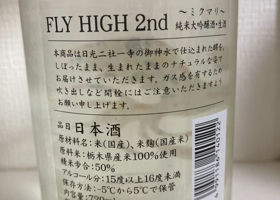 FLY HIGH 2nd
～ミクマリ～
純米大吟醸酒・生酒
本商品は日光二社一寺の御神水で仕込まれた醪を、
しぼったまま、生まれたままのナチュラルな姿で
お届けさせていただきます。ガス感を有するため
吹き出しなど開栓にはご注意いただきますよう
お願い申し上げます。
品目 日本酒
原材料名:米(国産)、米麹(国産米)
原料米:栃木県産米100%使用
精米歩合:50%
アルコール分:15度以上16度未満
保存方法:-5℃から5℃で保管